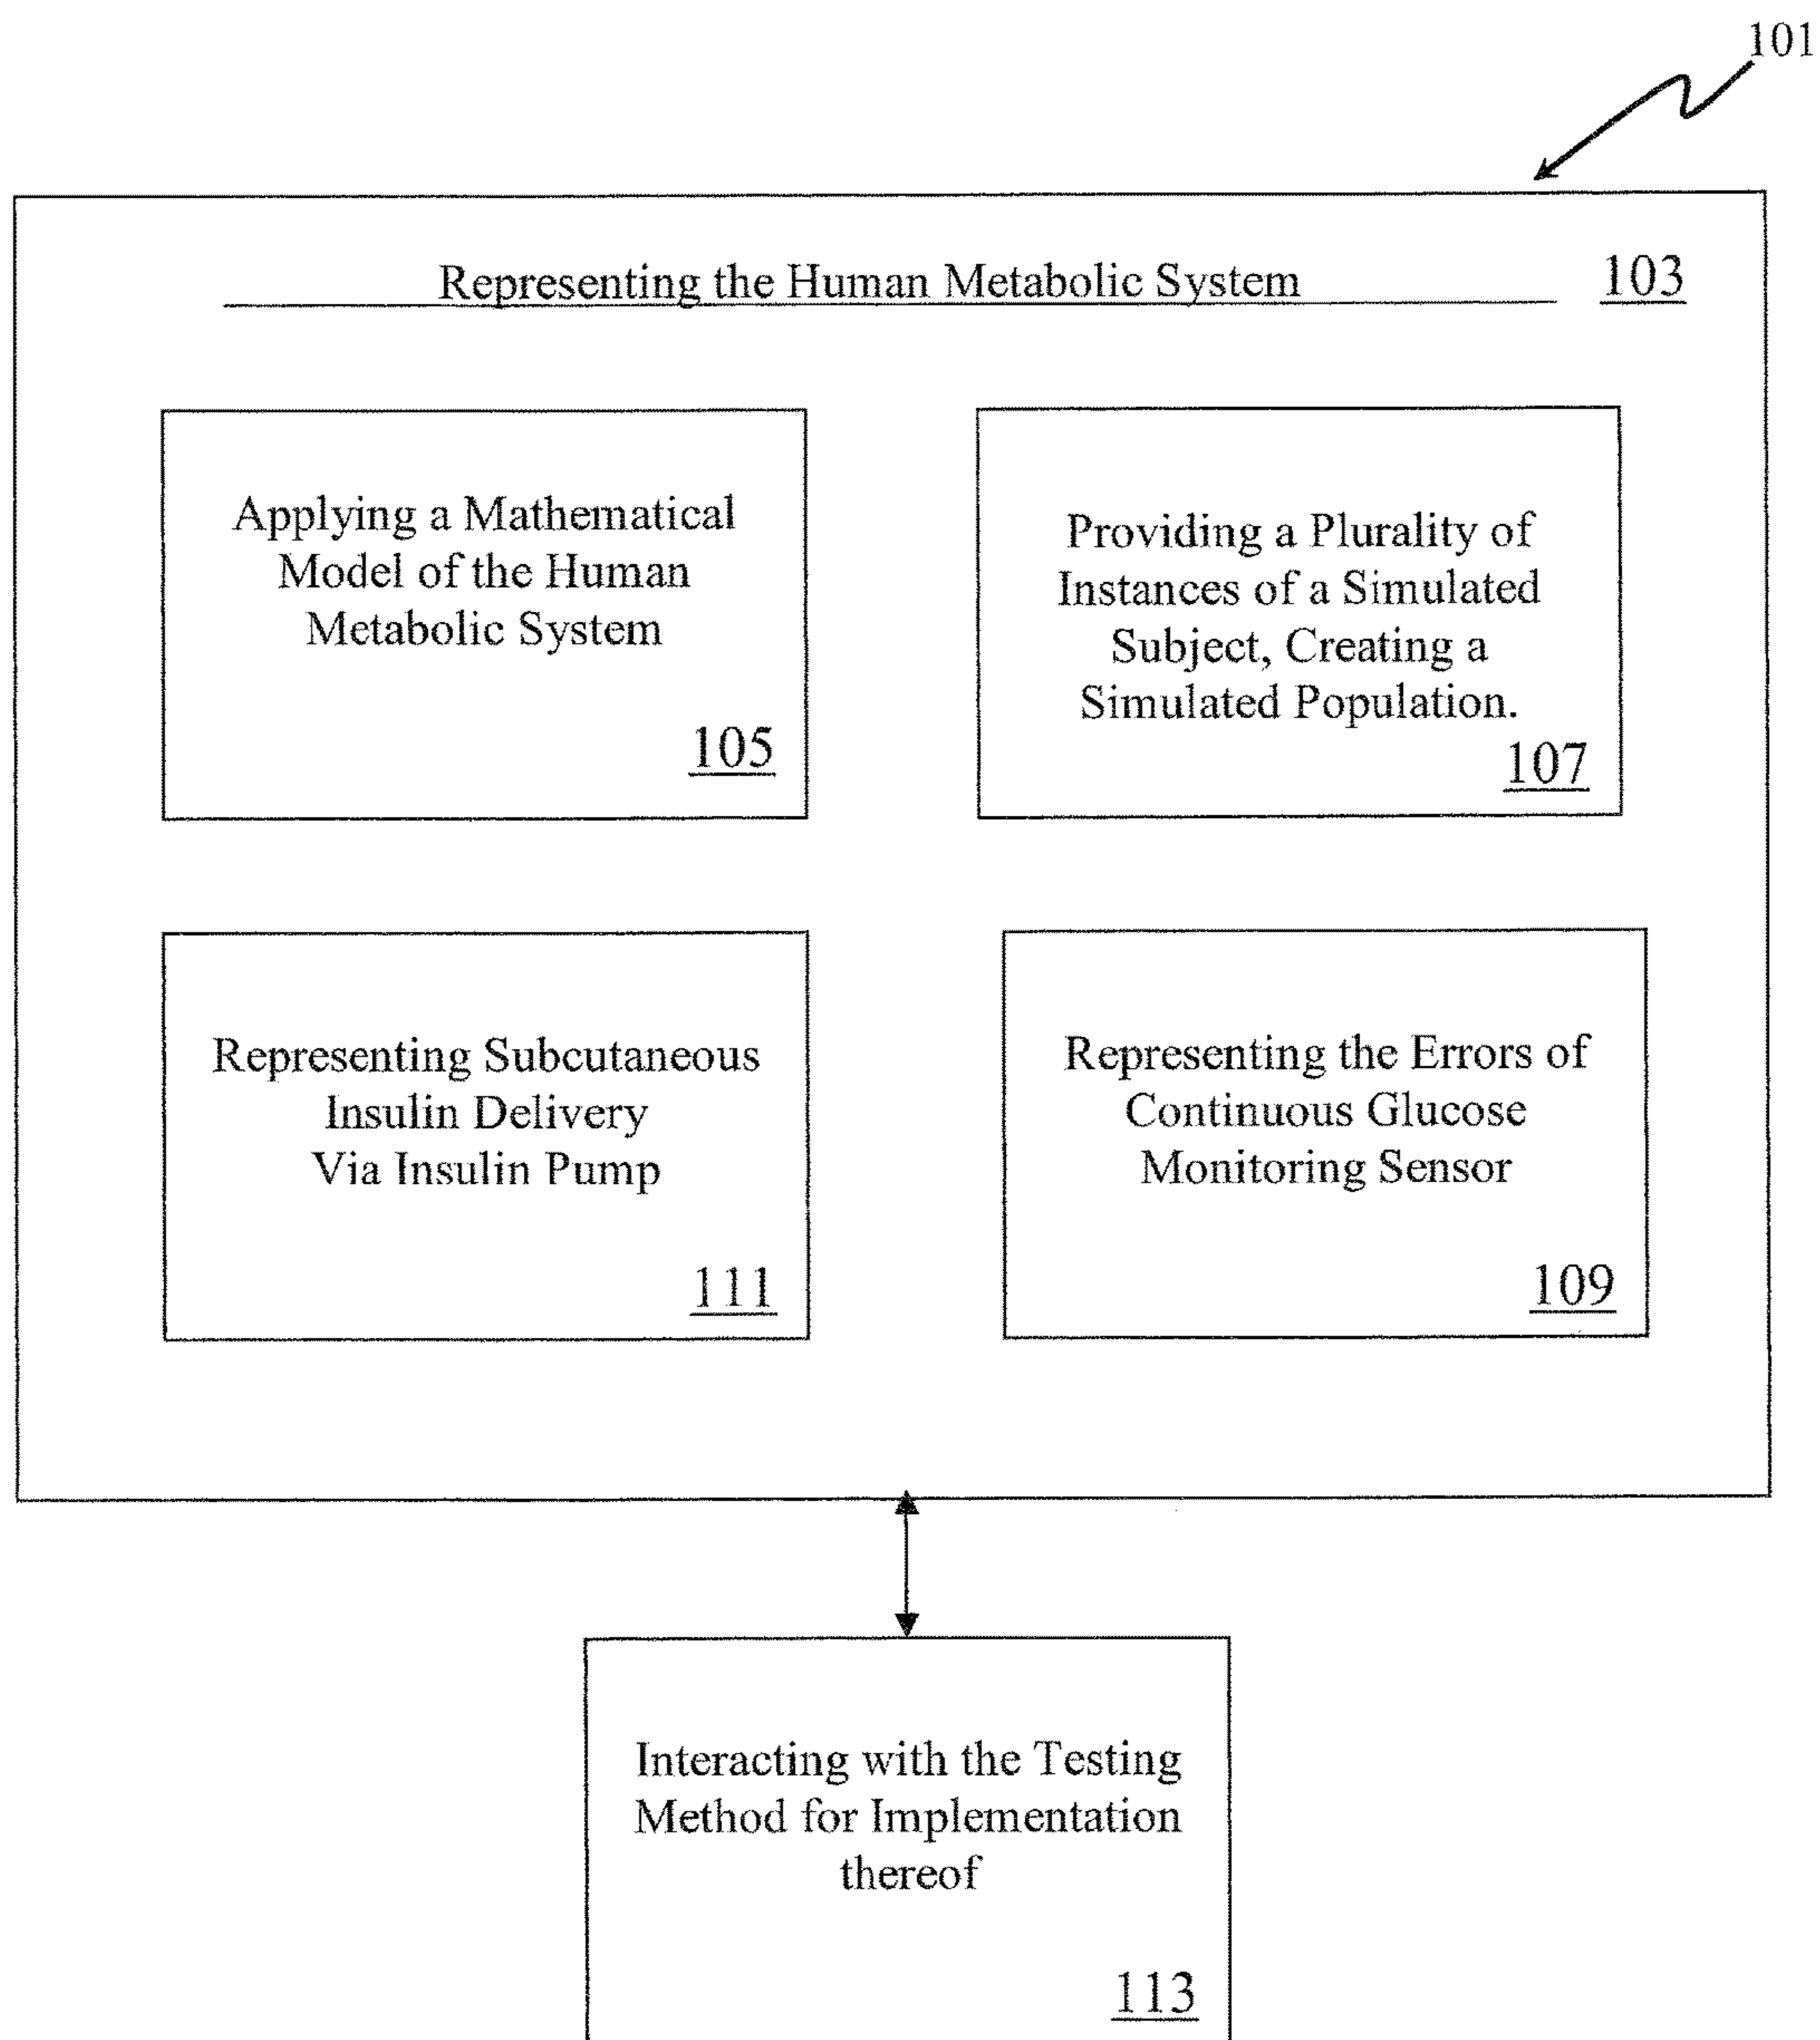 101
Representing the Human Metabolic System 103
Applying a Mathematical
Model of the Human
Metabolic System
105
Providing a Plurality of
Instances of a Simulated
Subject, Creating a
Simulated Population.
107
Representing Subcutaneous
Insulin Delivery
Via Insulin Pump
111
Representing the Errors of
Continuous Glucose
Monitoring Sensor
109
Interacting with the Testing
Method for Implementation
thereof
113